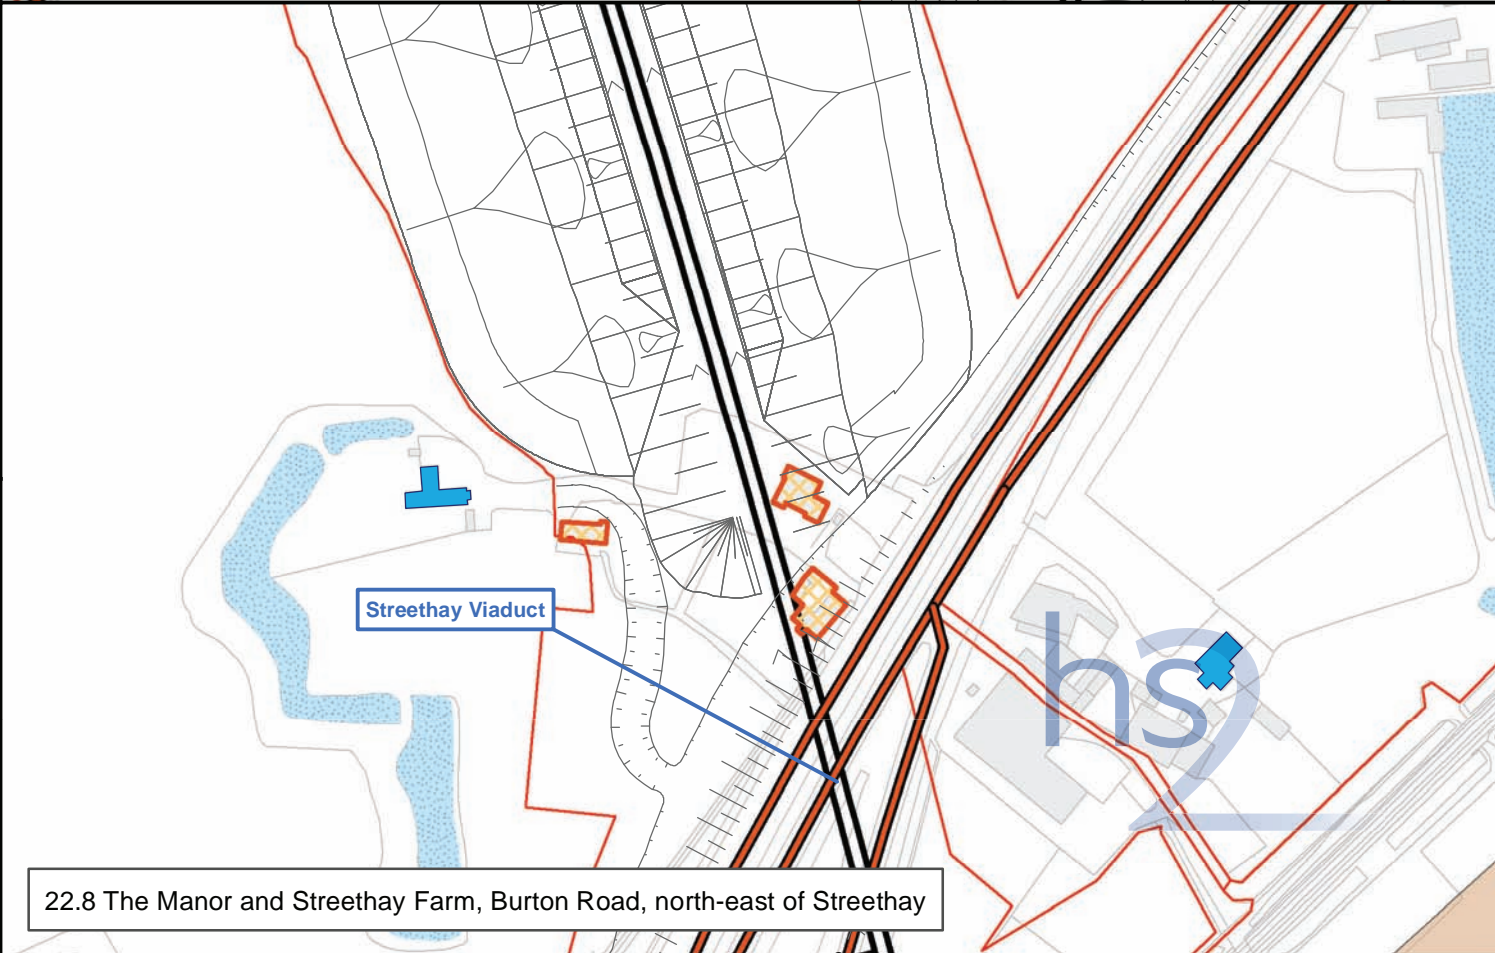 Streethay Viaduct
hs2
22.8 The Manor and Streethay Farm, Burton Road, north-east of Streethay